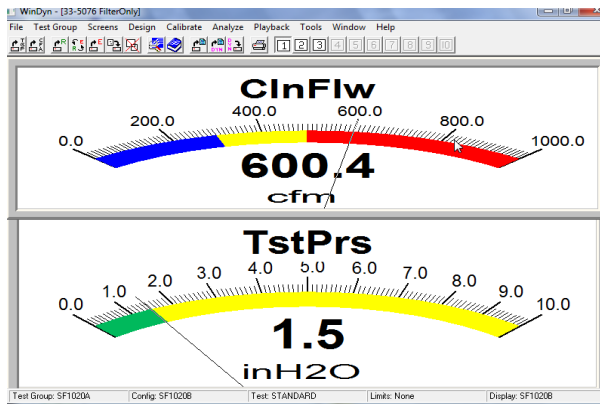 WinDyn - [33-5076 FilterOnly]
File Test Group Screens Design Calibrate Analyze Playback Tools Window Help
1 2 3 4 5 6 7 8 9 10
ClnFlw
0.0 200.0 400.0 600.0 800.0 1000.0
600.4
cfm
TstPrs
0.0 1.0 2.0 3.0 4.0 5.0 6.0 7.0 8.0 9.0 10.0
1.5
inH2O
Test Group: SF1020A Config: SF1020B Test: STANDARD Limits: None Display: SF1020B